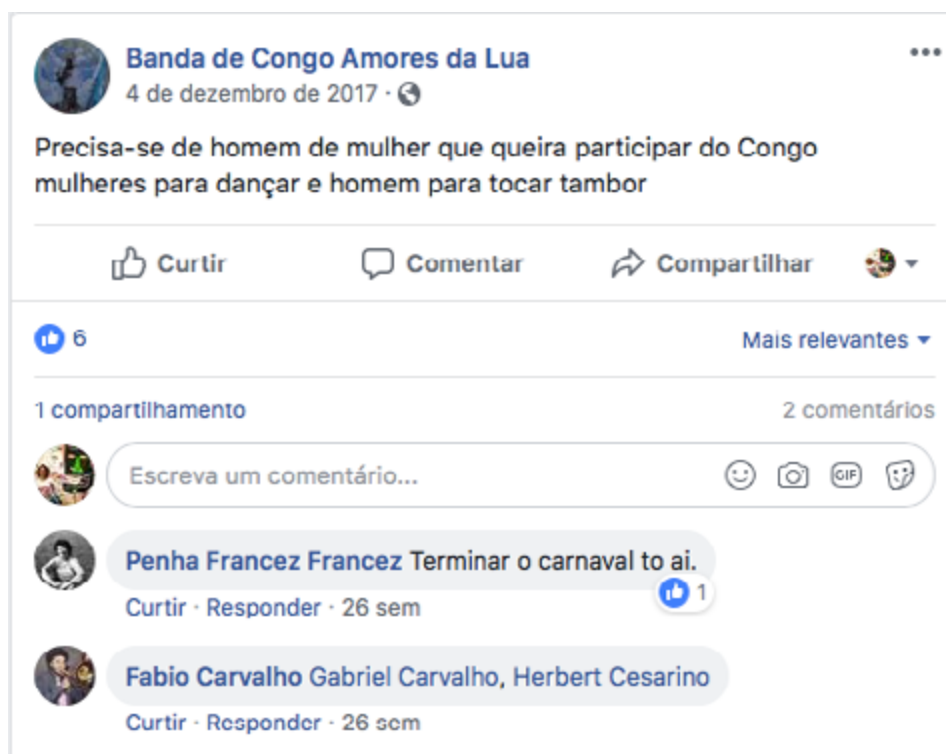 Banda de Congo Amores da Lua
4 de dezembro de 2017 ·
Precisa-se de homem de mulher que queira participar do Congo
mulheres para dançar e homem para tocar tambor
Curtir Comentar Compartilhar
6 Mais relevantes
1 compartilhamento 2 comentários
Escreva um comentário... GIF
Penha Francez Francez Terminar o carnaval to ai.
1
Curtir · Responder · 26 sem
Fabio Carvalho Gabriel Carvalho, Herbert Cesarino
Curtir · Responder · 26 sem